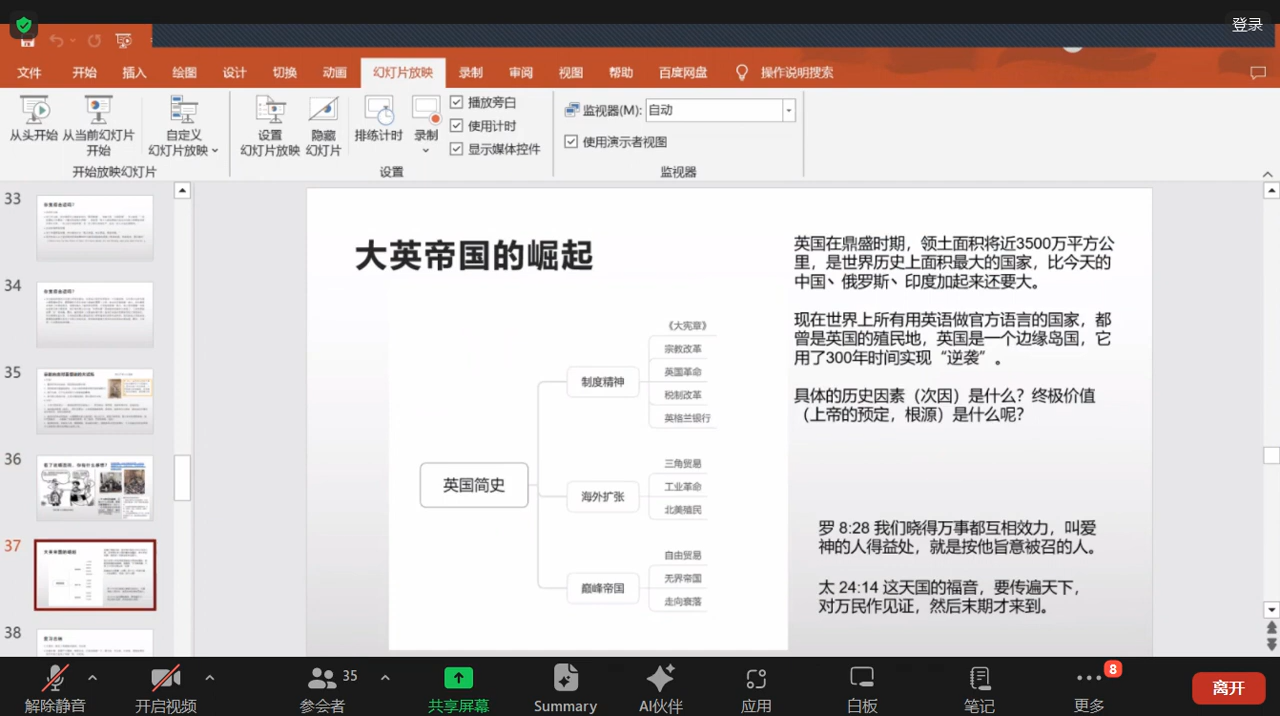 登录
文件 开始 插入 绘图 设计 切换 动画 幻灯片放映 录制 审阅 视图 帮助 百度网盘 操作说明搜索
从头开始 从当前幻灯片
开始
自定义
幻灯片放映
设置
幻灯片放映
隐藏
幻灯片
排练计时 录制
播放旁白
使用计时
显示媒体控件
监视器(M): 自动
使用演示者视图
开始放映幻灯片 设置 监视器
33
34
35
36
37
38
大英帝国的崛起
英国简史
制度精神
《大宪章》
宗教改革
英国革命
税制改革
英格兰银行
海外扩张
三角贸易
工业革命
北美殖民
巅峰帝国
自由贸易
无界帝国
走向衰落
英国在鼎盛时期，领土面积将近3500万平方公
里，是世界历史上面积最大的国家，比今天的
中国、俄罗斯、印度加起来还要大。
现在世界上所有用英语做官方语言的国家，都
曾是英国的殖民地，英国是一个边缘岛国，它
用了300年时间实现“逆袭”。
具体的历史因素（次因）是什么？终极价值
（上帝的预定，根源）是什么呢？
罗 8:28 我们晓得万事都互相效力，叫爱
神的人得益处，就是按他旨意被召的人。
太 24:14 这天国的福音，要传遍天下，
对万民作见证，然后末期才来到。
解除静音
开启视频
参会者 35
共享屏幕
Summary
AI伙伴
应用
白板
笔记
更多 8
离开